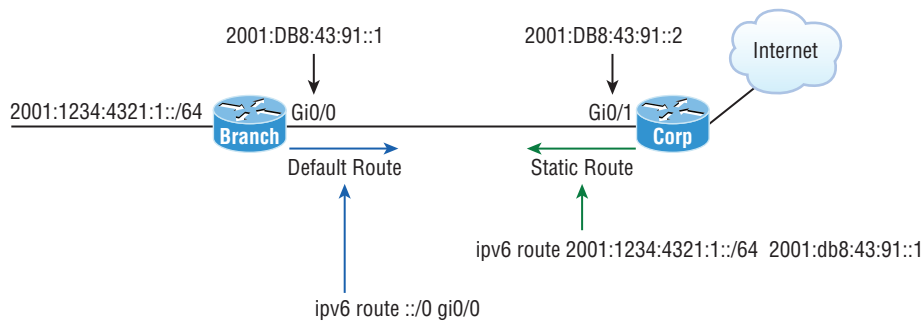 2001:DB8:43:91::1
2001:DB8:43:91::2
Internet
2001:1234:4321:1::/64
Gi0/0
Gi0/1
Branch
Corp
Default Route
Static Route
ipv6 route 2001:1234:4321:1::/64 2001:db8:43:91::1
ipv6 route ::/0 gi0/0